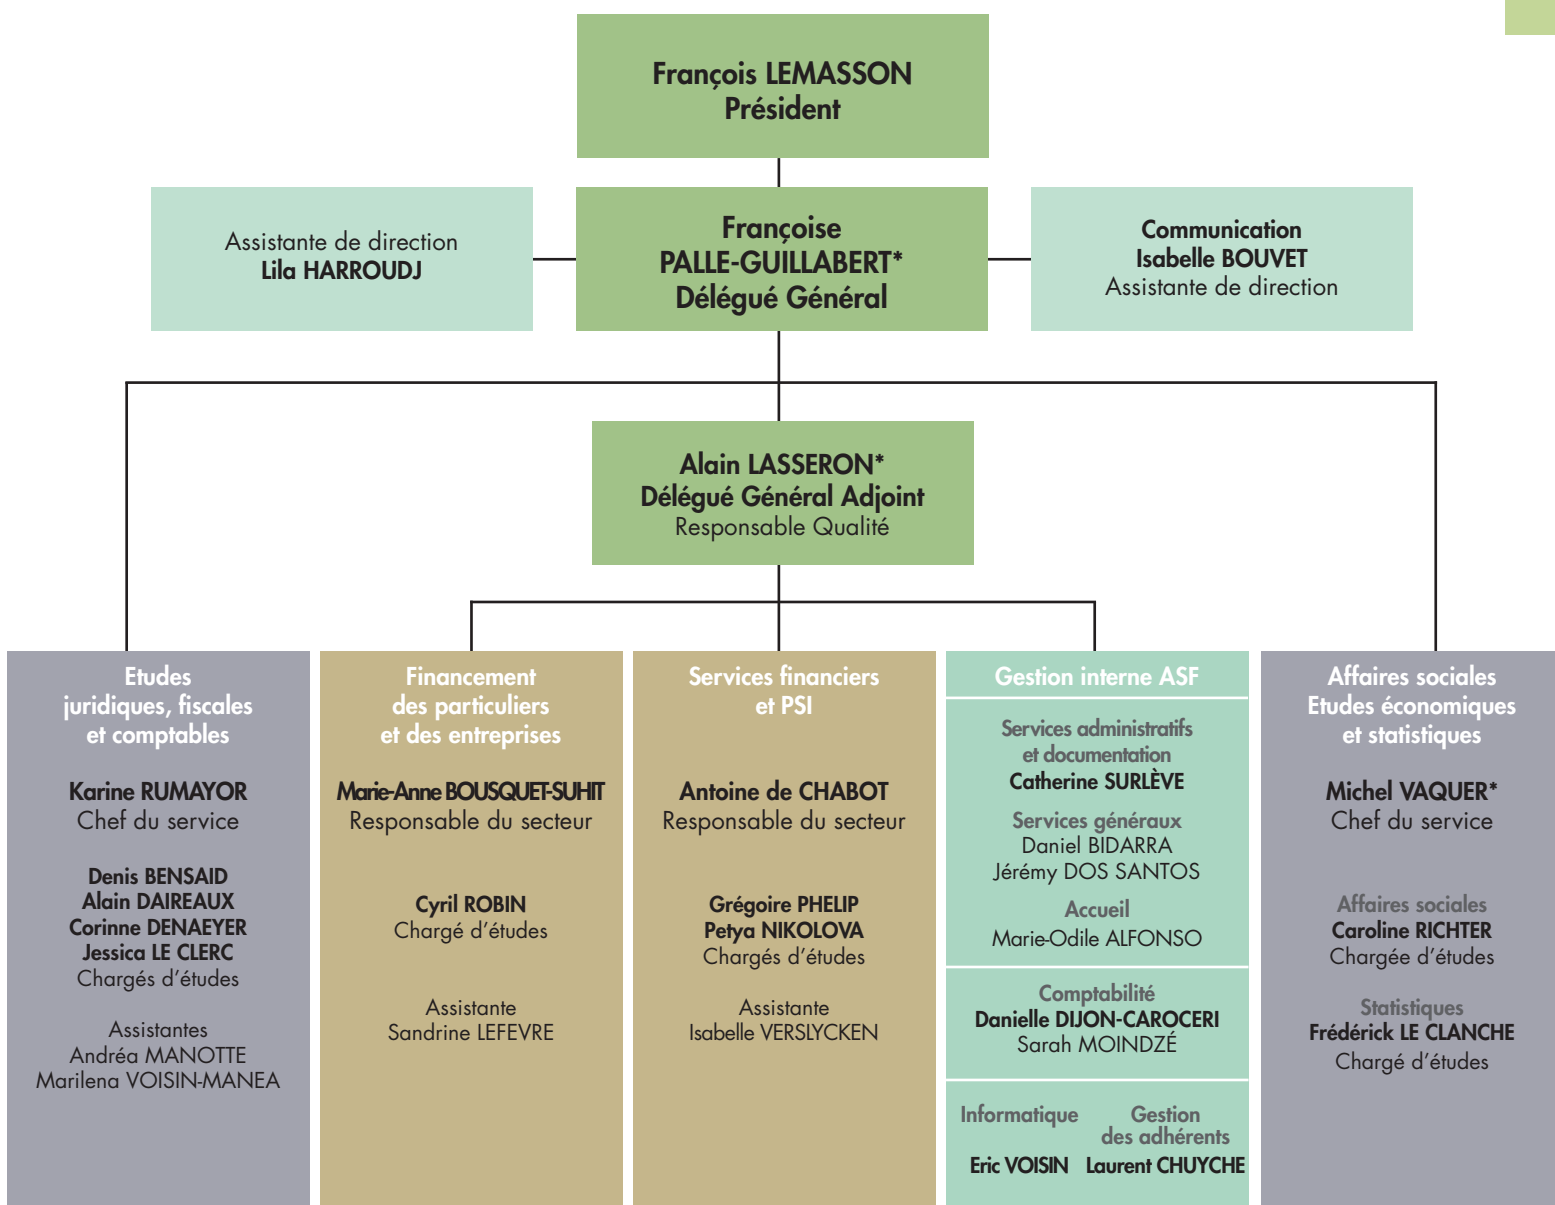 François LEMASSON
Président
Assistante de direction
Lila HARROUDJ
Françoise
PALLE-GUILLABERT*
Délégué Général
Communication
Isabelle BOUVET
Assistante de direction
Alain LASSERON*
Délégué Général Adjoint
Responsable Qualité
Etudes
juridiques, fiscales
et comptables
Karine RUMAYOR
Chef du service
Denis BENSAID
Alain DAIREAUX
Corinne DENAEYER
Jessica LE CLERC
Chargés d'études
Assistantes
Andréa MANOTTE
Marilena VOISIN-MANEA
Financement
des particuliers
et des entreprises
Marie-Anne BOUSQUET-SUHIT
Responsable du secteur
Cyril ROBIN
Chargé d'études
Assistante
Sandrine LEFEVRE
Services financiers
et PSI
Antoine de CHABOT
Responsable du secteur
Grégoire PHELIP
Petya NIKOLOVA
Chargés d'études
Assistante
Isabelle VERSLYCKEN
Gestion interne ASF
Services administratifs
et documentation
Catherine SURLÈVE
Services généraux
Daniel BIDARRA
Jérémy DOS SANTOS
Accueil
Marie-Odile ALFONSO
Comptabilité
Danielle DIJON-CAROCERI
Sarah MOINDZÉ
Informatique
Eric VOISIN
Gestion
des adhérents
Laurent CHUYCHE
Affaires sociales
Etudes économiques
et statistiques
Michel VAQUER*
Chef du service
Affaires sociales
Caroline RICHTER
Chargée d'études
Statistiques
Frédérick LE CLANCHE
Chargé d'études